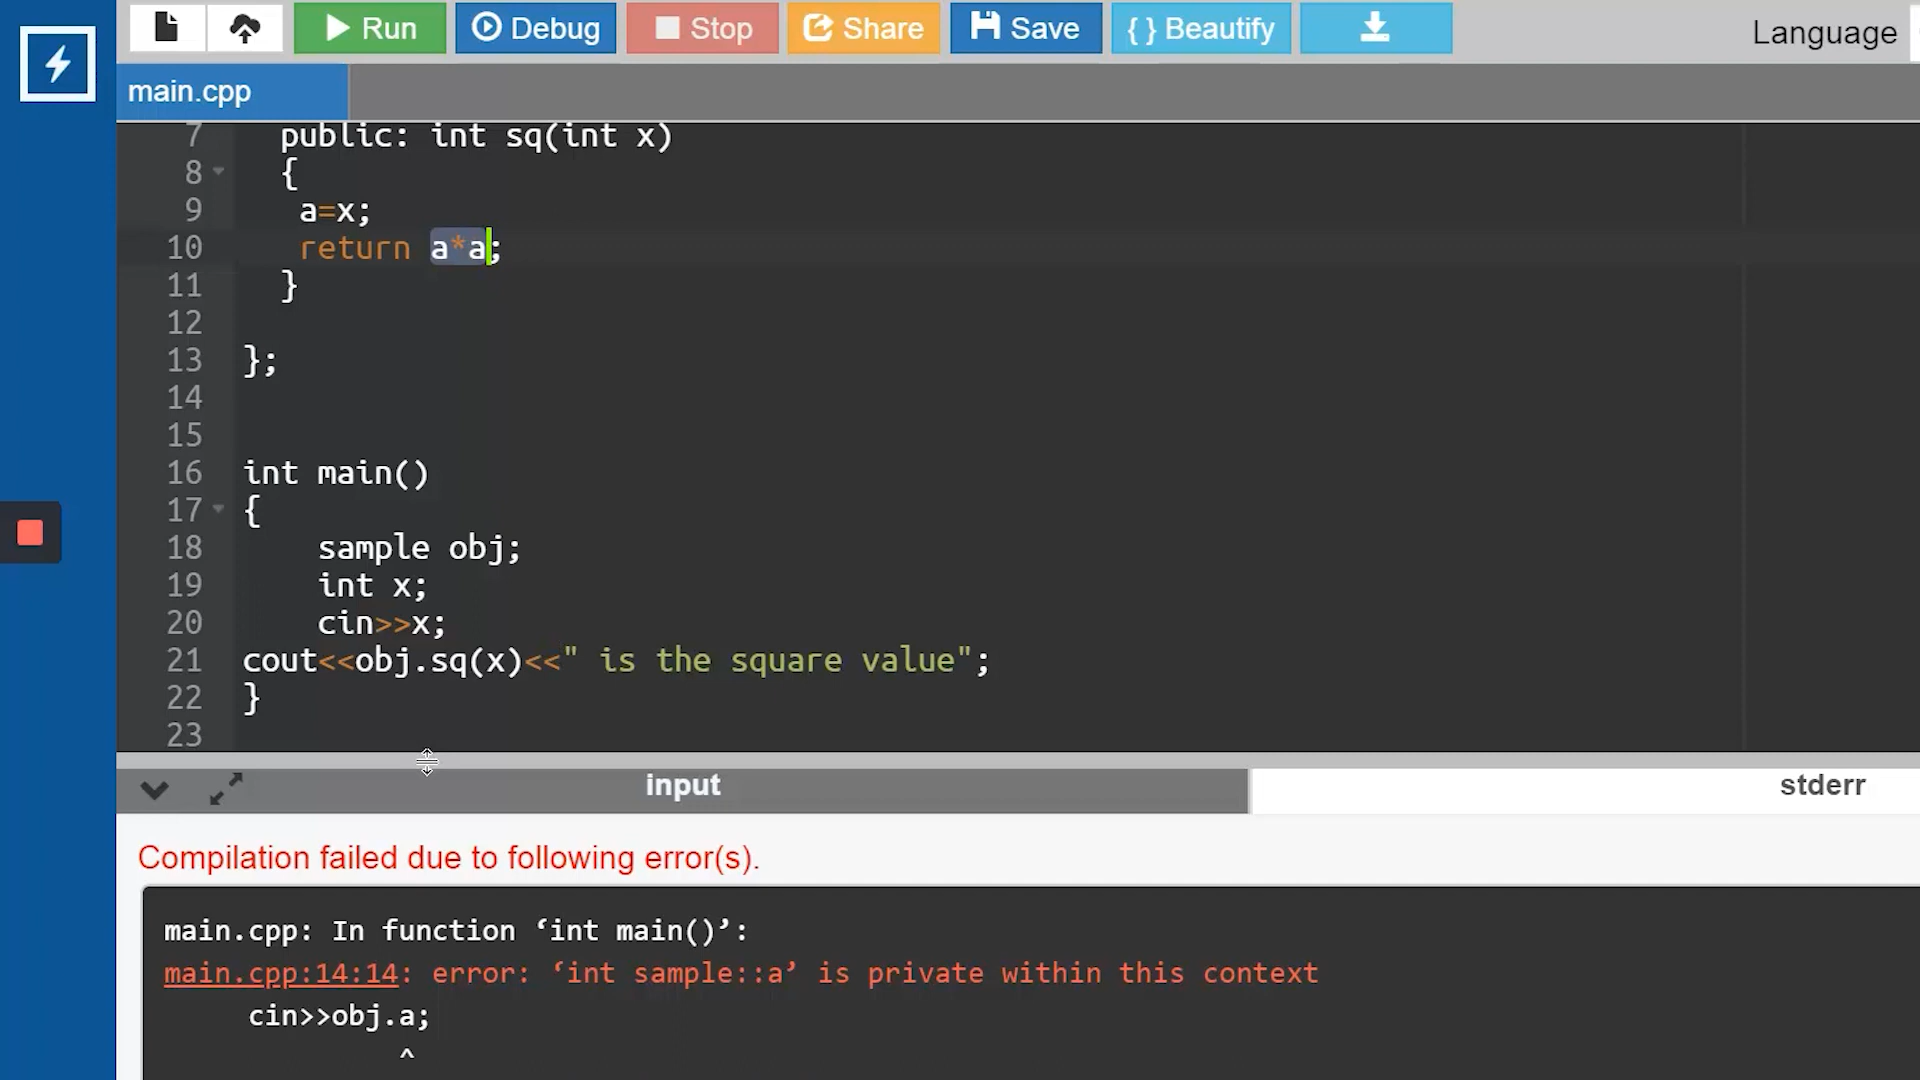 Run Debug Stop Share Save { } Beautify Language
main.cpp
7 public: int sq(int x)
8 {
9 a=x;
10 return a*a;
11 }
12
13 };
14
15
16 int main()
17 {
18 sample obj;
19 int x;
20 cin>>x;
21 cout<<obj.sq(x)<<" is the square value";
22 }
23
input stderr
Compilation failed due to following error(s).
main.cpp: In function ‘int main()’:
main.cpp:14:14: error: ‘int sample::a’ is private within this context
cin>>obj.a;
^